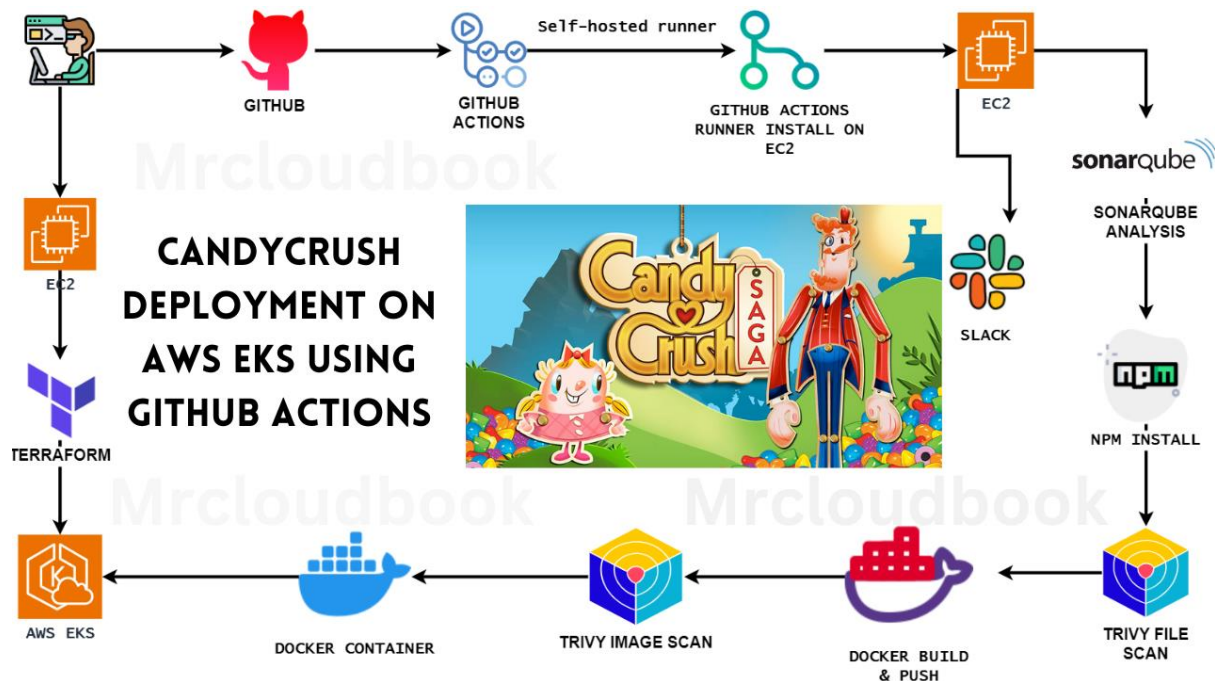 Self-hosted runner
GITHUB
GITHUB
ACTIONS
GITHUB ACTIONS
RUNNER INSTALL ON
EC2
EC2
Mrcloudbook
sonarqube
SONARQUBE
ANALYSIS
EC2
CANDYCRUSH
DEPLOYMENT ON
AWS EKS USING
GITHUB ACTIONS
Candy
Crush
SAGA
SLACK
npm
NPM INSTALL
TERRAFORM
Mrcloudbook
Mrcloudbook
AWS EKS
DOCKER CONTAINER
TRIVY IMAGE SCAN
DOCKER BUILD
& PUSH
TRIVY FILE
SCAN